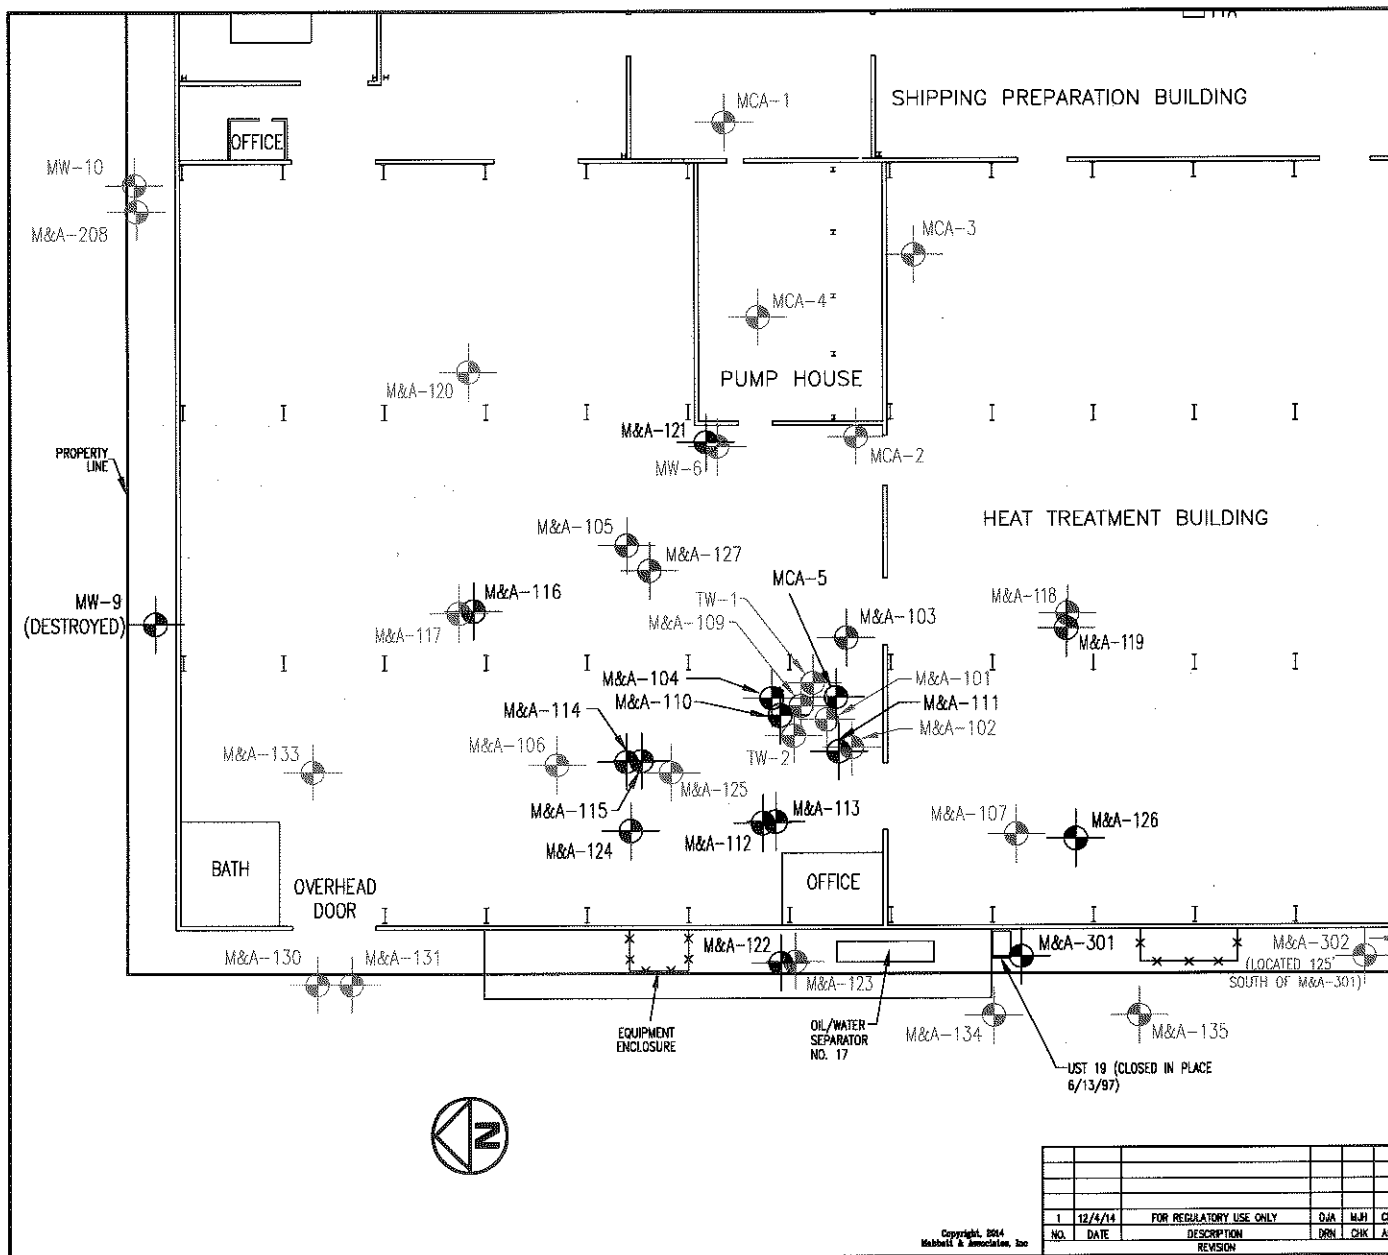 MCA-1
SHIPPING PREPARATION BUILDING
OFFICE
MW-10
M&A-208
MCA-3
MCA-4
PUMP HOUSE
M&A-120
M&A-121
MW-6
MCA-2
PROPERTY
LINE
HEAT TREATMENT BUILDING
M&A-105
M&A-127
MCA-5
M&A-116
M&A-117
MW-9
(DESTROYED)
TW-1
M&A-109
M&A-103
M&A-118
M&A-119
M&A-104
M&A-110
M&A-101
M&A-111
M&A-102
M&A-114
M&A-133
M&A-106
TW-2
M&A-125
M&A-115
M&A-113
M&A-124
M&A-112
M&A-107
M&A-126
BATH
OVERHEAD
DOOR
OFFICE
M&A-130
M&A-131
M&A-122
M&A-123
M&A-301
M&A-302
(LOCATED 125'
SOUTH OF M&A-301)
EQUIPMENT
ENCLOSURE
OIL/WATER
SEPARATOR
NO. 17
M&A-134
M&A-135
UST 19 (CLOSED IN PLACE
6/13/97)
N
1 12/4/14 FOR REGULATORY USE ONLY DJA MJH
NO. DATE DESCRIPTION DRN CHK
REVISION
Copyright, 2014
Mabbett & Associates, Inc